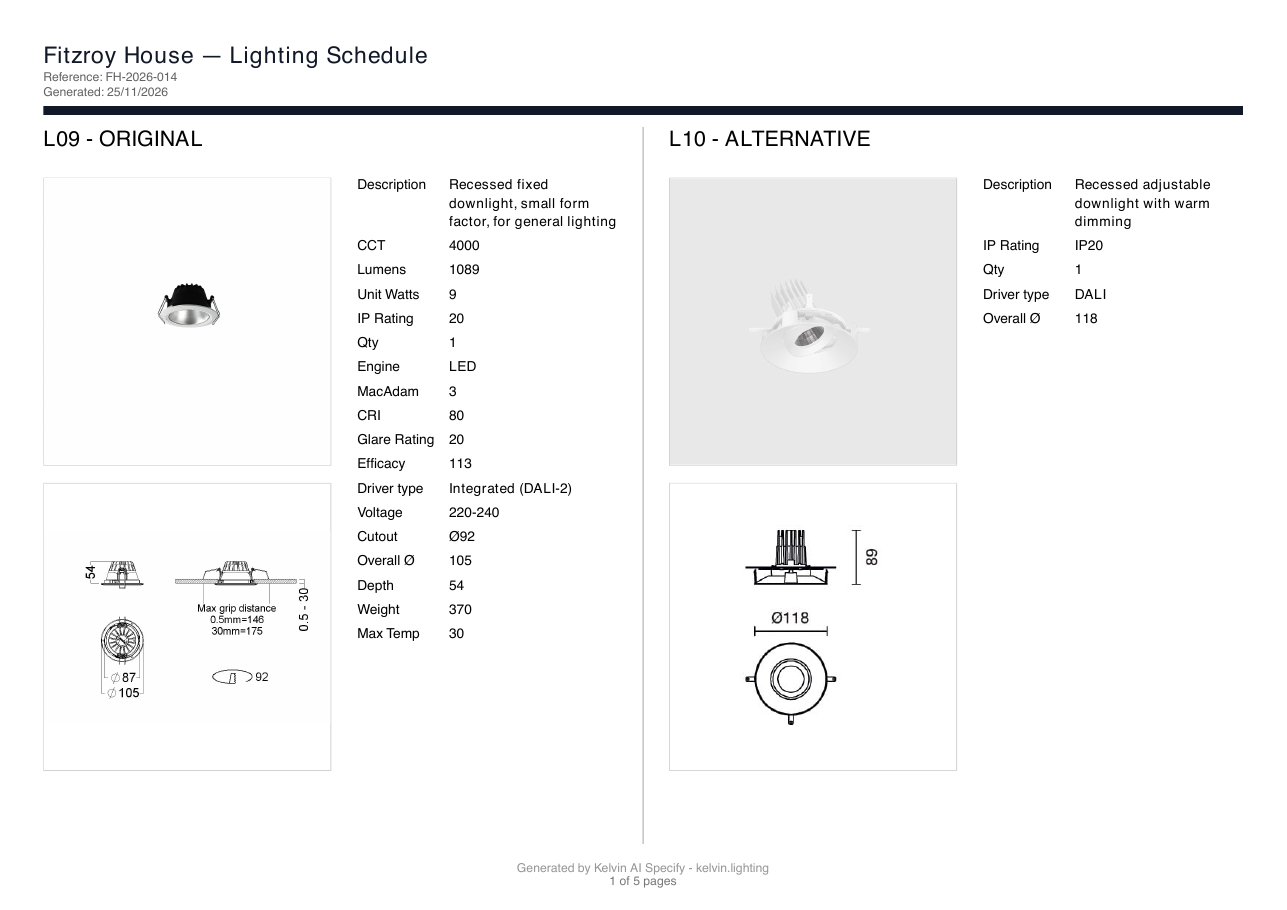 Fitzroy House — Lighting Schedule
Reference: FH-2026-014
Generated: 25/11/2026
L09 - ORIGINAL
Description Recessed fixed
downlight, small form
factor, for general lighting
CCT 4000
Lumens 1089
Unit Watts 9
IP Rating 20
Qty 1
Engine LED
MacAdam 3
CRI 80
Glare Rating 20
Efficacy 113
Driver type Integrated (DALI-2)
Voltage 220-240
Cutout Ø92
Overall Ø 105
Depth 54
Weight 370
Max Temp 30
54
Max grip distance
0.5mm=146
30mm=175
0.5 - 30
Ø87
Ø105
92
L10 - ALTERNATIVE
Description Recessed adjustable
downlight with warm
dimming
IP Rating IP20
Qty 1
Driver type DALI
Overall Ø 118
89
Ø118
Generated by Kelvin AI Specify - kelvin.lighting
1 of 5 pages